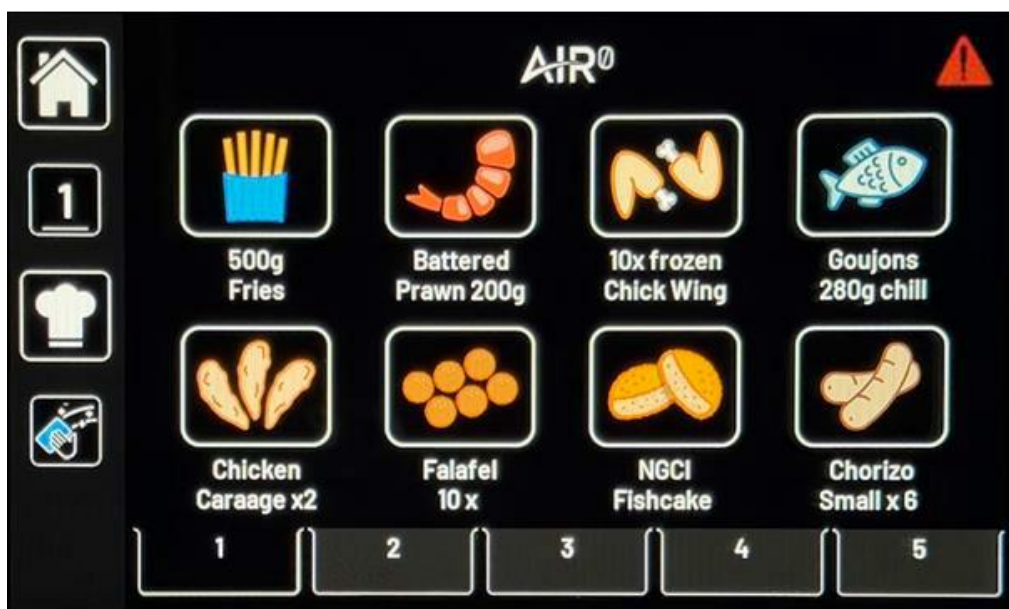 AIR⁰
1
500g
Fries
Battered
Prawn 200g
10x frozen
Chick Wing
Goujons
280g chill
Chicken
Caraage x2
Falafel
10 x
NGCI
Fishcake
Chorizo
Small x 6
1
2
3
4
5